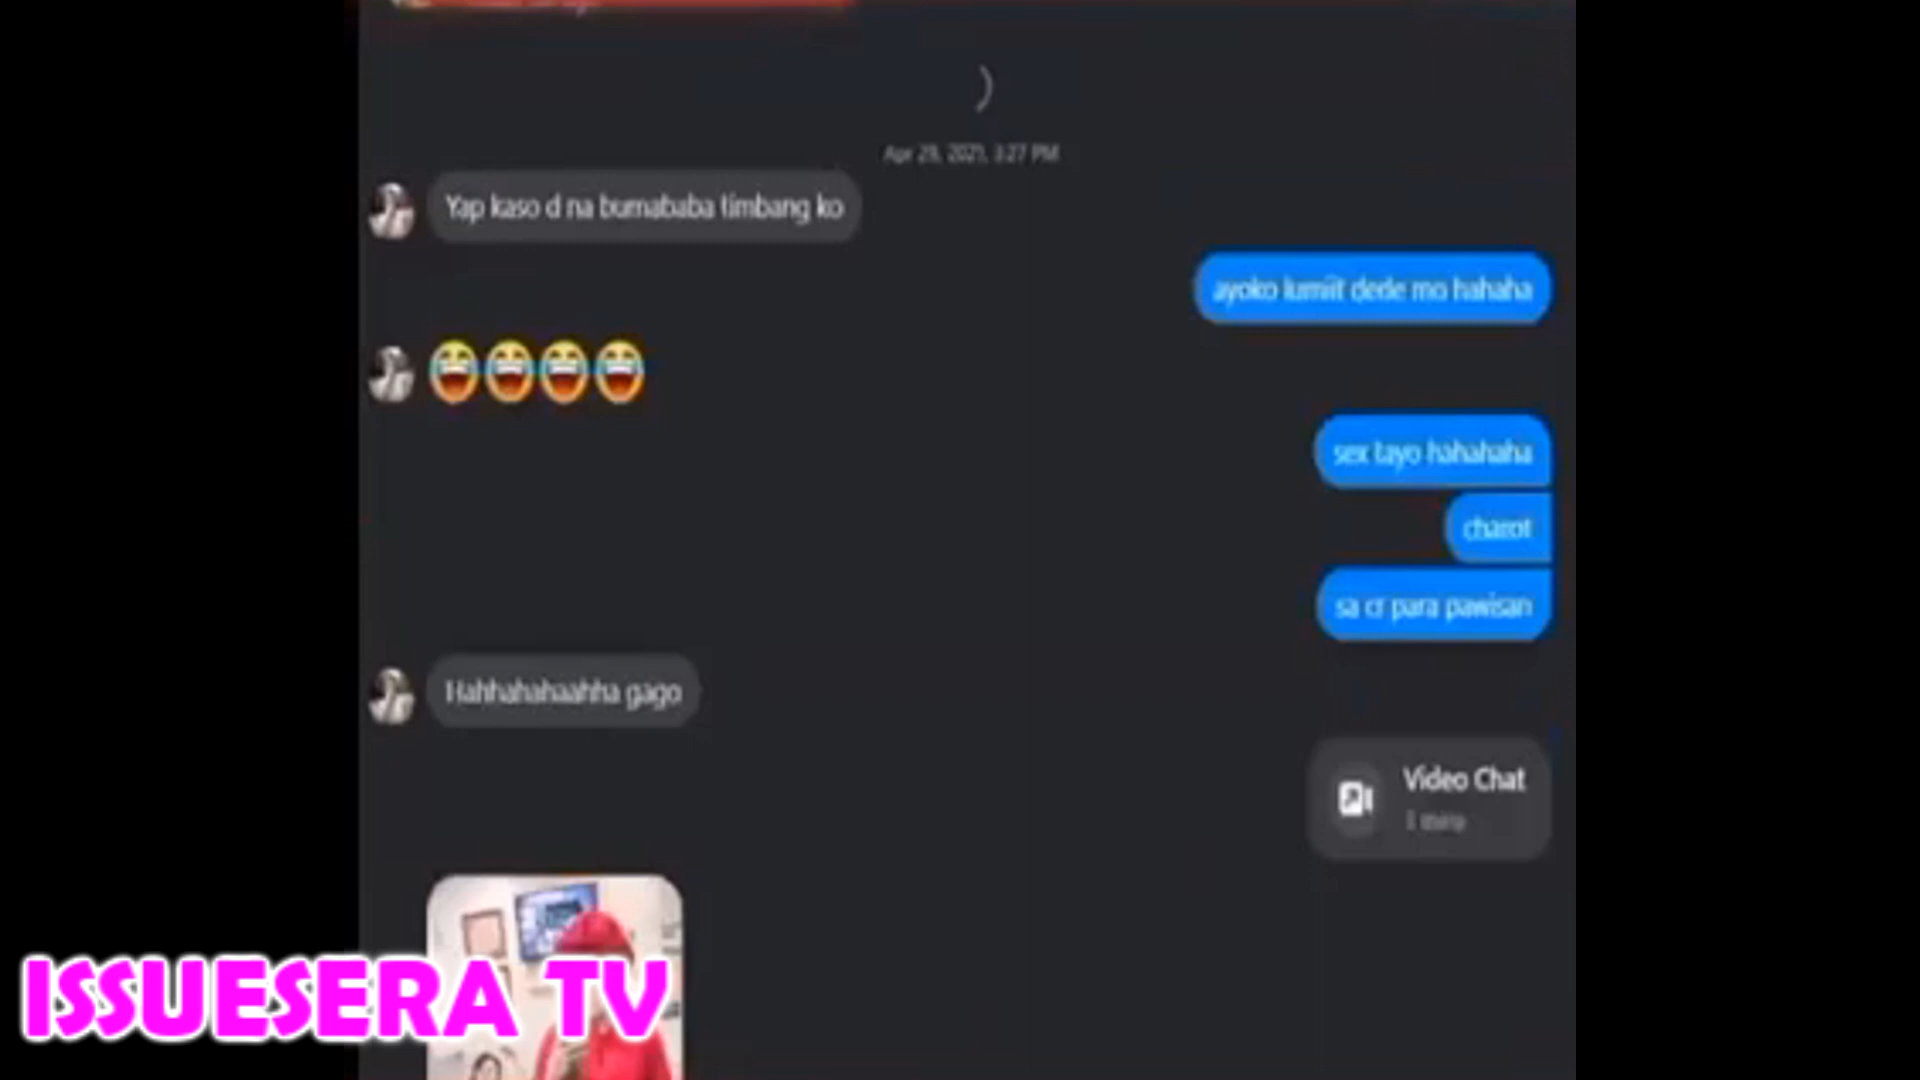 Apr 29, 2021, 3:27 PM
Yap kaso d na bumababa timbang ko
ayoko lumiit dede mo hahaha
😂😂😂😂
sex tayo hahahaha
charot
sa cr para pawisan
Hahhahahaahha gago
Video Chat
ISSUESERA TV